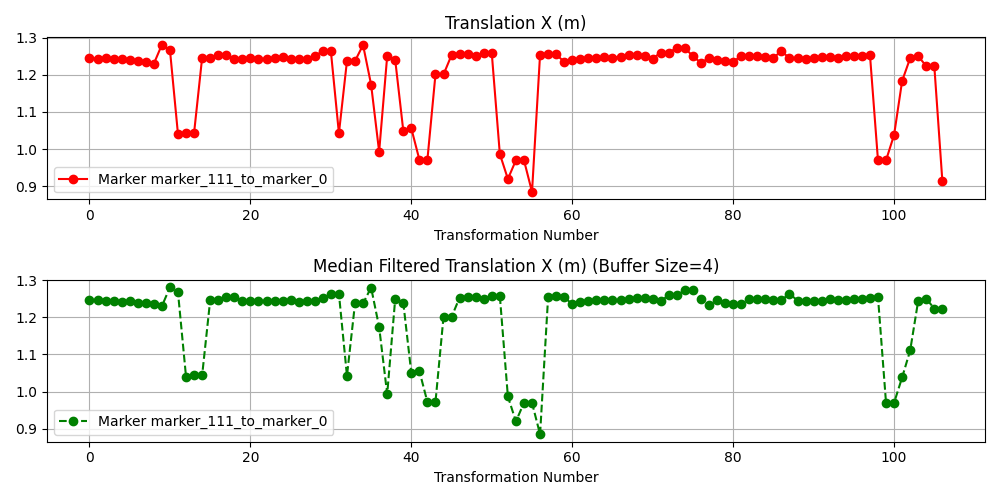 Translation X (m)
1.3
1.2
1.1
1.0
0.9
Marker marker_111_to_marker_0
0 20 40 60 80 100
Transformation Number
Median Filtered Translation X (m) (Buffer Size=4)
1.3
1.2
1.1
1.0
0.9
Marker marker_111_to_marker_0
0 20 40 60 80 100
Transformation Number